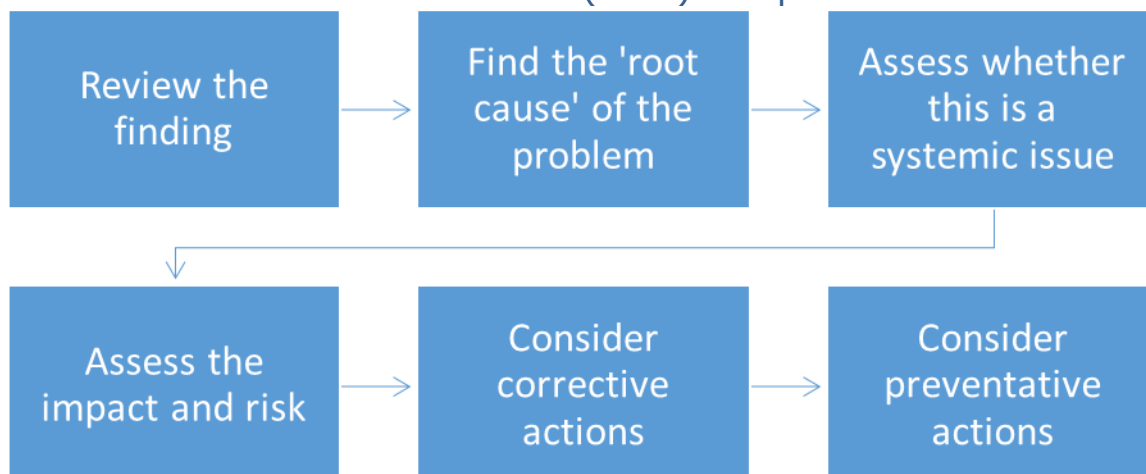 Review the
finding
Find the 'root
cause' of the
problem
Assess whether
this is a
systemic issue
Assess the
impact and risk
Consider
corrective
actions
Consider
preventative
actions